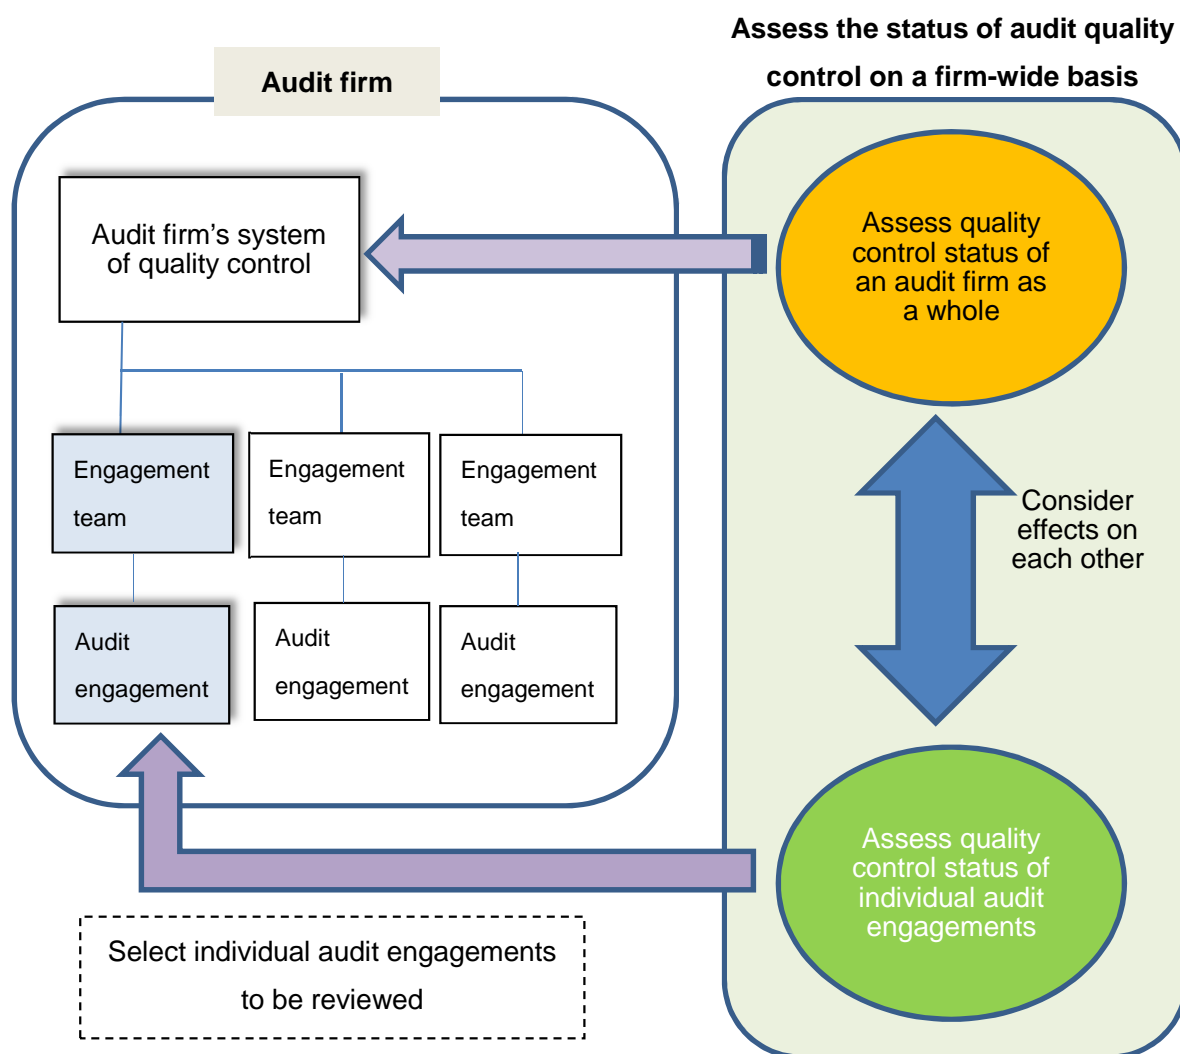 Assess the status of audit quality
control on a firm-wide basis
Audit firm
Audit firm’s system
of quality control
Assess quality
control status of
an audit firm as
a whole
Engagement
team
Engagement
team
Engagement
team
Consider
effects on
each other
Audit
engagement
Audit
engagement
Audit
engagement
Assess quality
control status of
individual audit
engagements
Select individual audit engagements
to be reviewed